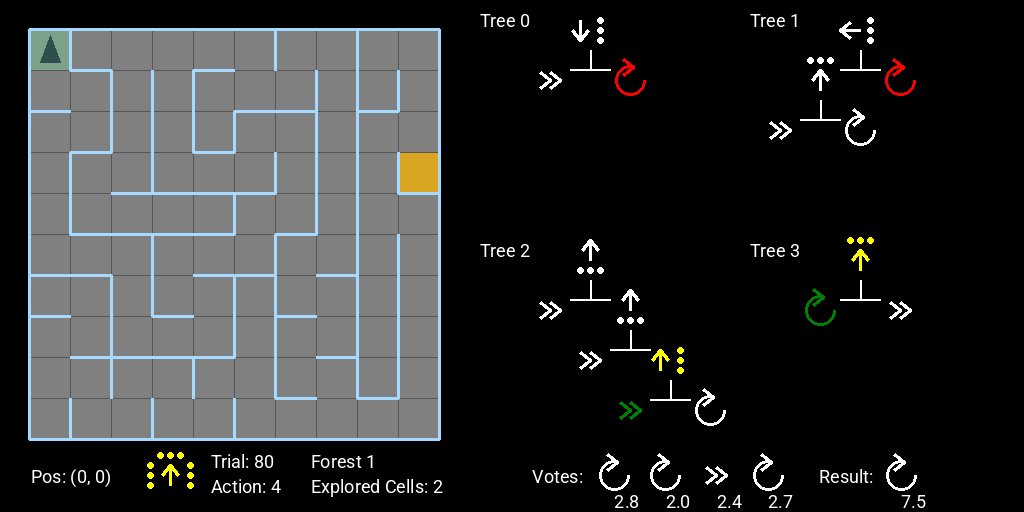 Tree 0
Tree 1
Tree 2
Tree 3
Pos: (0, 0)
Trial: 80
Forest 1
Action: 4
Explored Cells: 2
Votes:
2.8
2.0
2.4
2.7
Result:
7.5